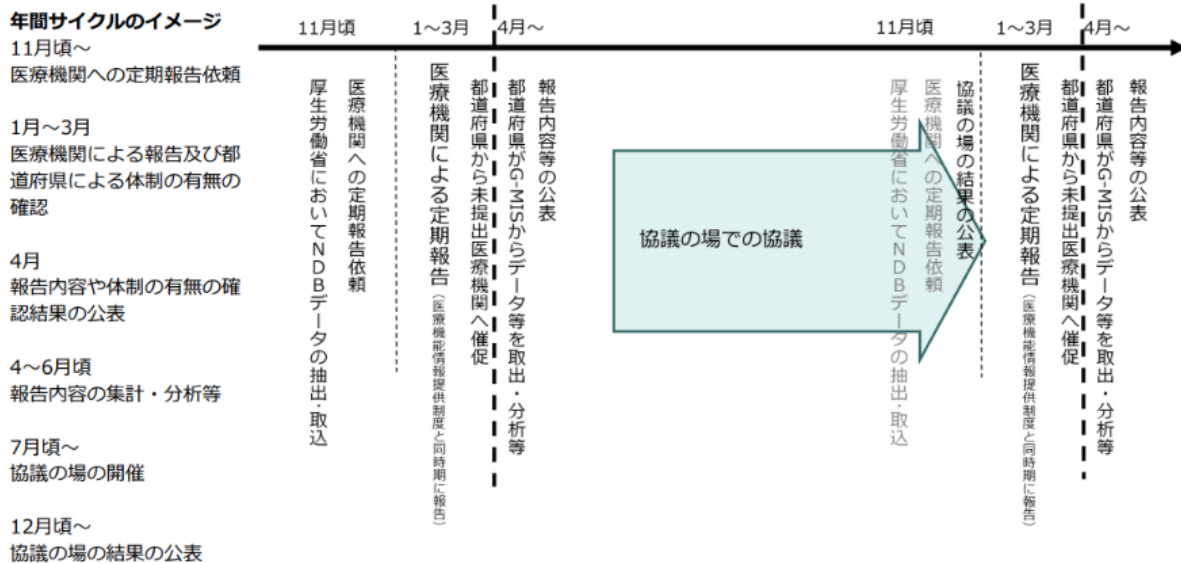 年間サイクルのイメージ
11月頃～
医療機関への定期報告依頼
1月～3月
医療機関による報告及び都
道府県による体制の有無の
確認
4月
報告内容や体制の有無の確
認結果の公表
4～6月頃
報告内容の集計・分析等
7月頃～
協議の場の開催
12月頃～
協議の場の結果の公表
11月頃
1～3月
4月～
11月頃
1～3月
4月～
厚生労働省においてNDBデータの抽出・取込
医療機関への定期報告依頼
医療機関による定期報告（医療機能情報提供制度と同時期に報告）
都道府県から未提出医療機関へ催促
都道府県がG-MISからデータ等を取出・分析等
報告内容等の公表
協議の場での協議
厚生労働省においてNDBデータの抽出・取込
医療機関への定期報告依頼
協議の場の結果の公表
医療機関による定期報告（医療機能情報提供制度と同時期に報告）
都道府県から未提出医療機関へ催促
都道府県がG-MISからデータ等を取出・分析等
報告内容等の公表